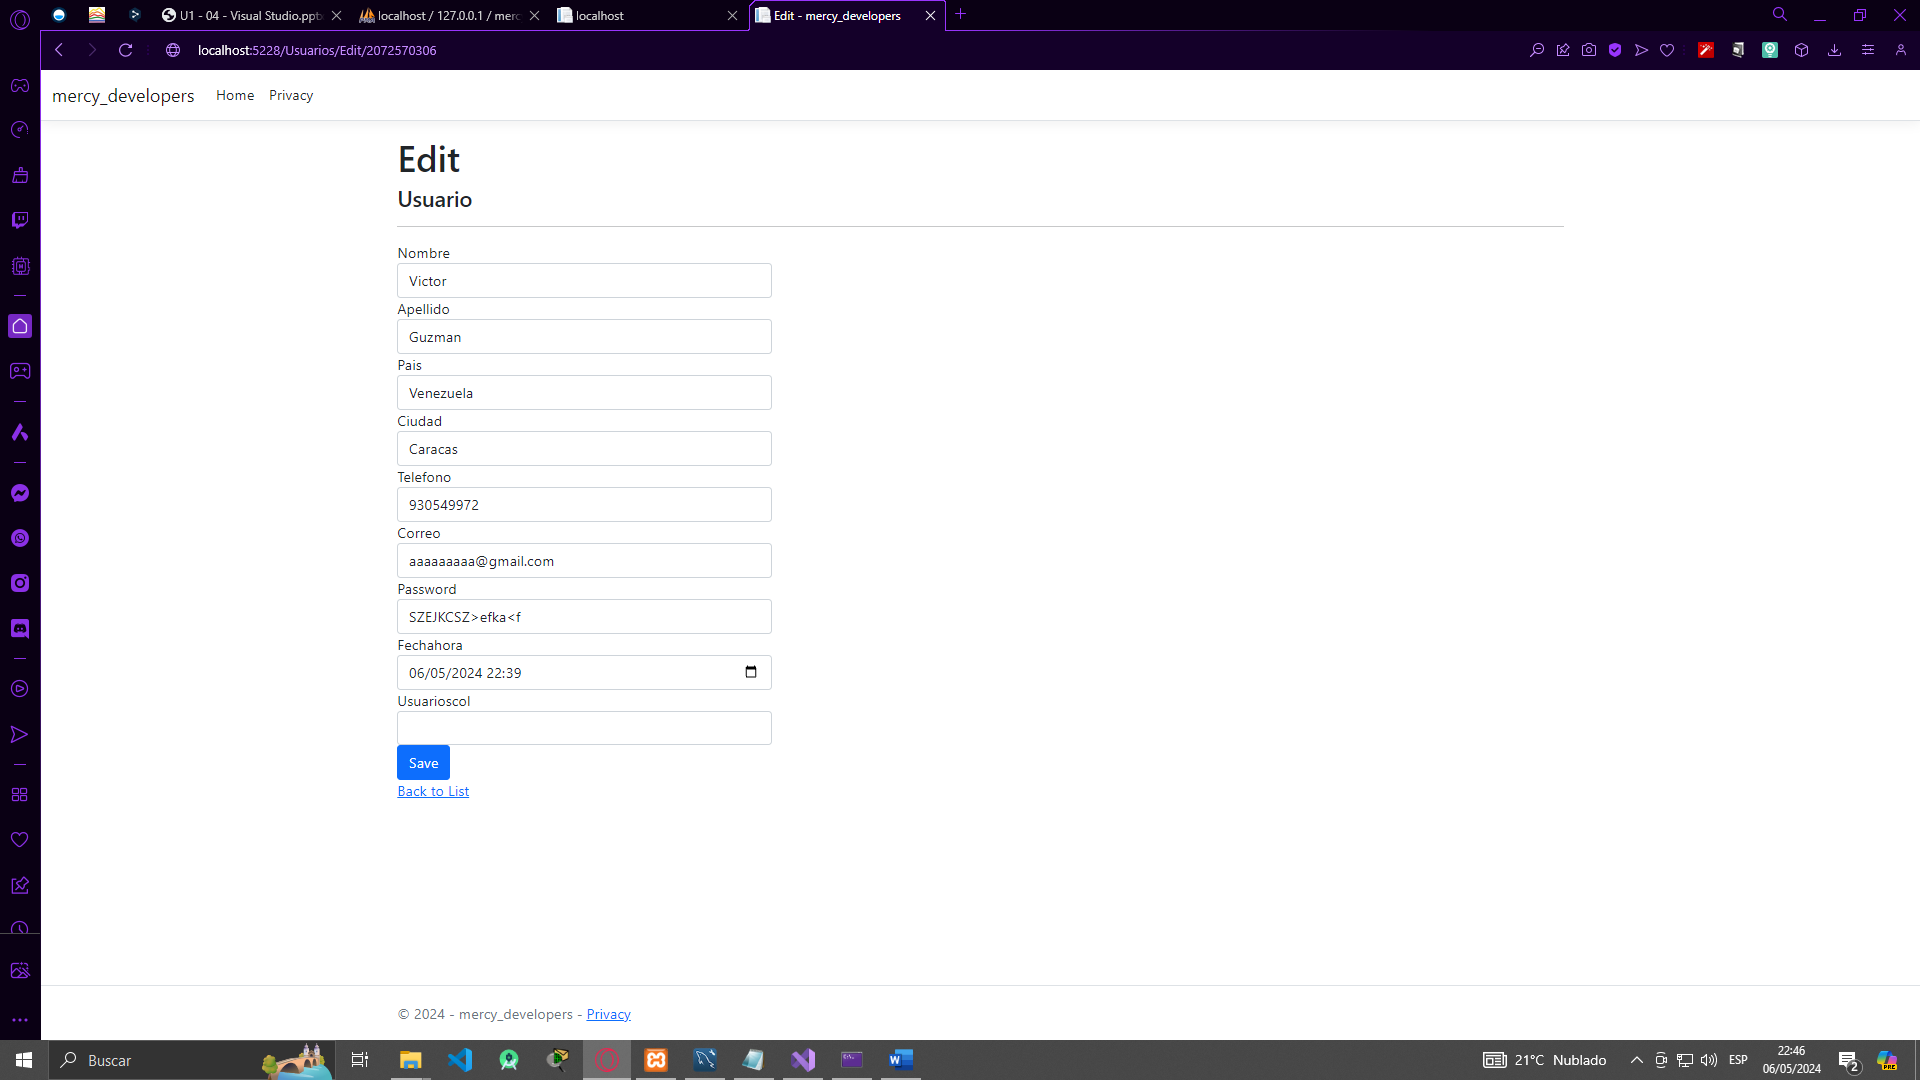 U1 - 04 - Visual Studio.pptx
localhost / 127.0.0.1 / merc
localhost
Edit - mercy_developers
localhost:5228/Usuarios/Edit/2072570306
mercy_developers Home Privacy
Edit
Usuario
Nombre
Victor
Apellido
Guzman
Pais
Venezuela
Ciudad
Caracas
Telefono
930549972
Correo
aaaaaaaaa@gmail.com
Password
SZEJKCSZ>efka<f
Fechahora
06/05/2024 22:39
Usuarioscol
Save
Back to List
© 2024 - mercy_developers - Privacy
Buscar
21°C Nublado
ESP
22:46
06/05/2024
2